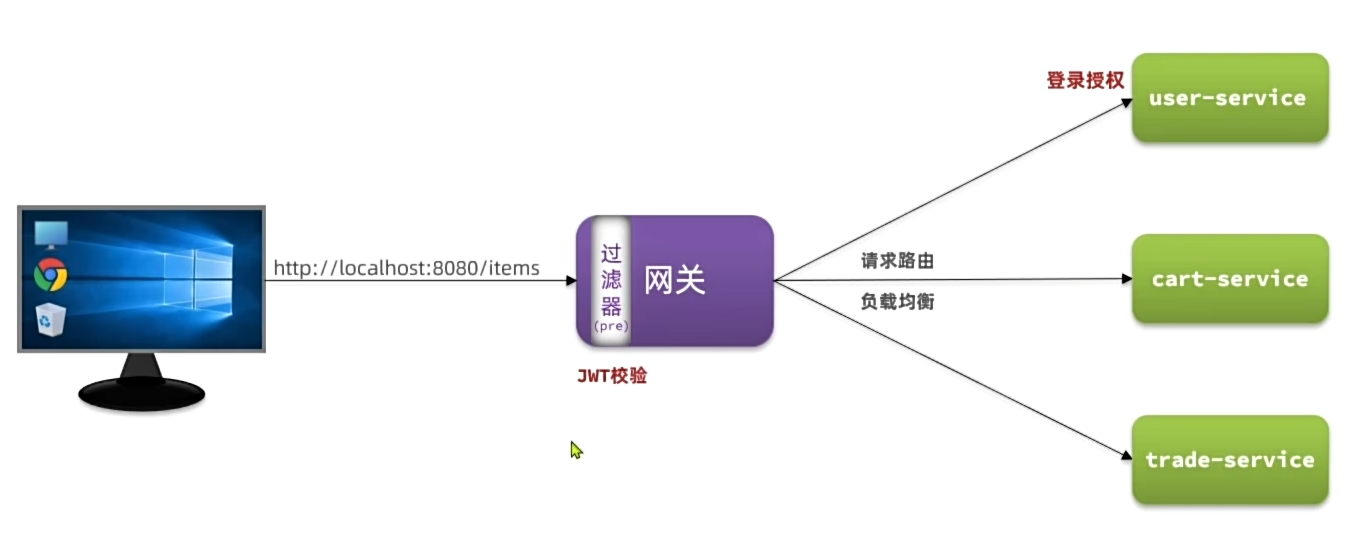 登录授权
user-service
http://localhost:8080/items
过滤器
(pre)
网关
请求路由
负载均衡
cart-service
JWT校验
trade-service